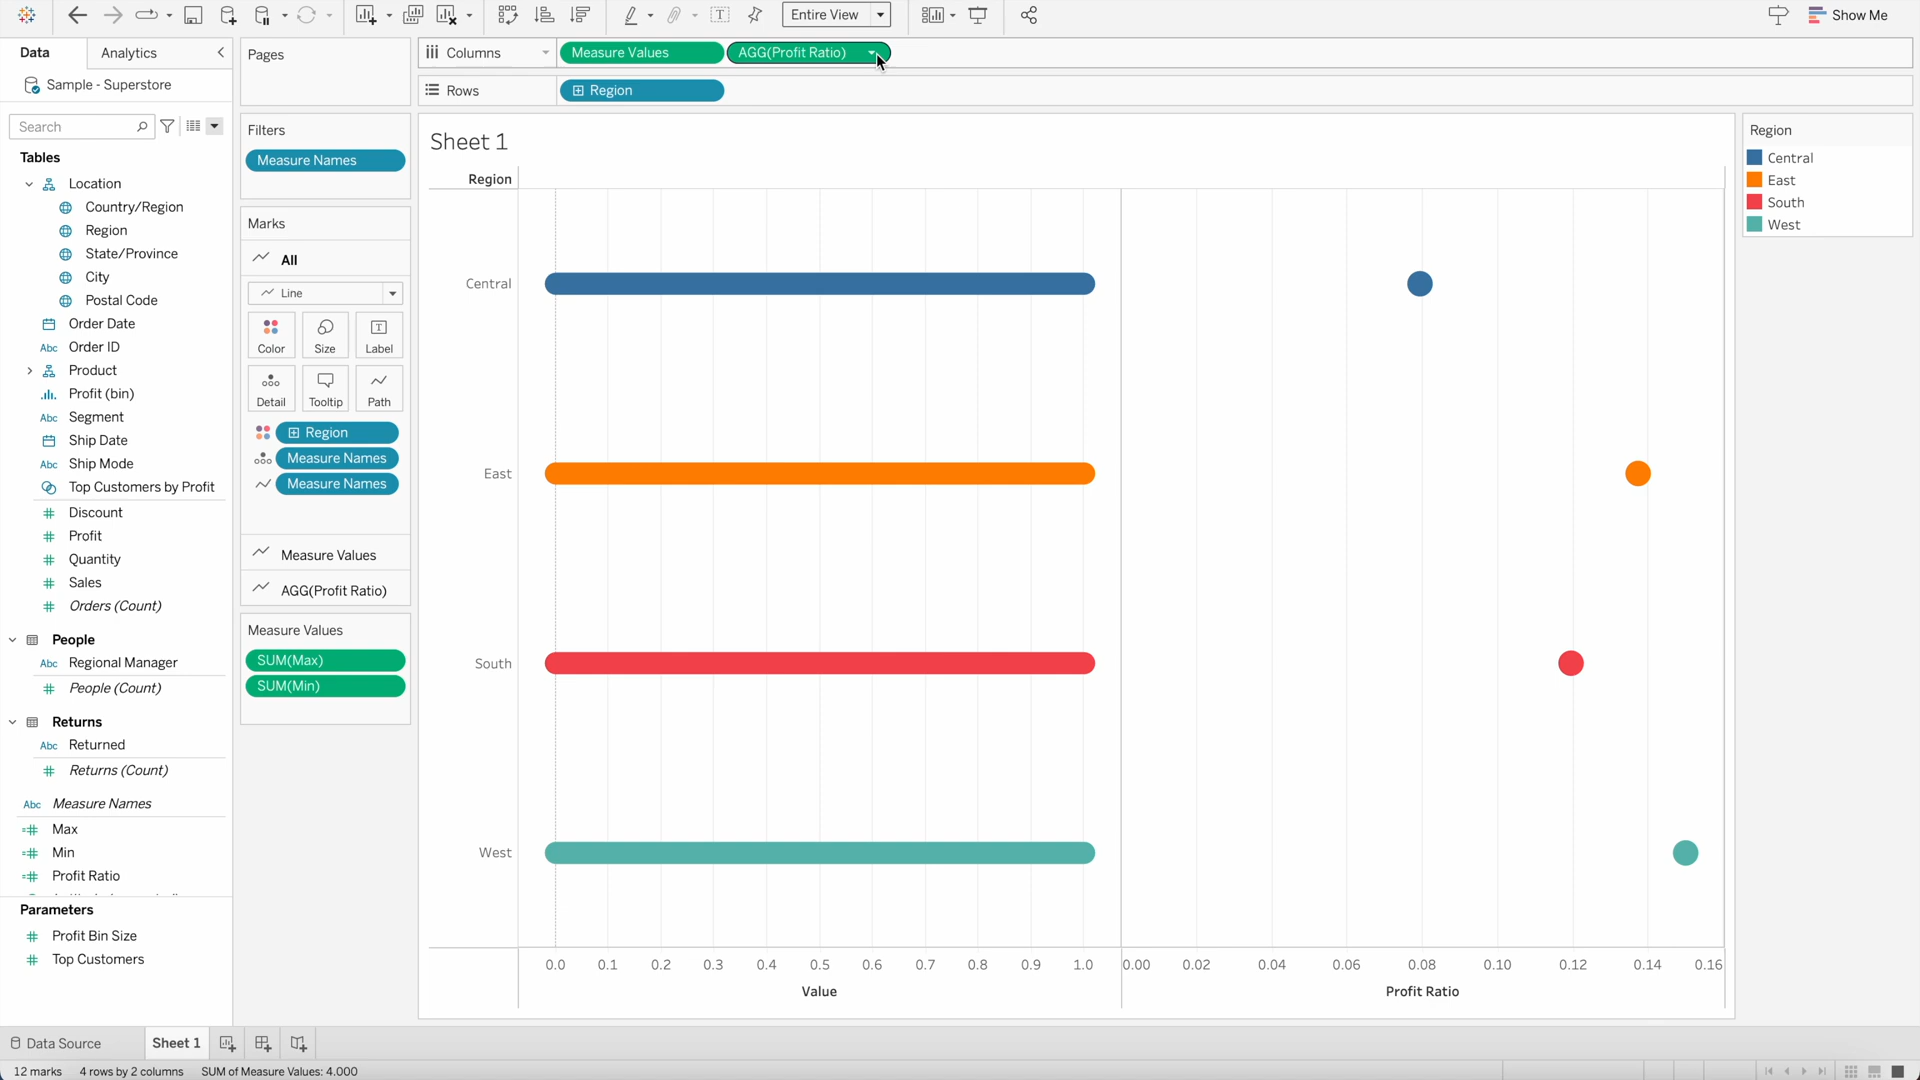 Entire View
Show Me
Data
Analytics
Pages
Columns
Measure Values
AGG(Profit Ratio)
Sample - Superstore
Rows
Region
Search
Filters
Measure Names
Sheet 1
Region
Region
Central
East
South
West
Tables
Location
Country/Region
Region
State/Province
City
Postal Code
Order Date
Abc Order ID
Product
Profit (bin)
Abc Segment
Ship Date
Abc Ship Mode
Top Customers by Profit
Discount
Profit
Quantity
Sales
Orders (Count)
People
Abc Regional Manager
People (Count)
Returns
Abc Returned
Returns (Count)
Abc Measure Names
Max
Min
Profit Ratio
Parameters
Profit Bin Size
Top Customers
Marks
All
Line
Color
Size
T
Label
Detail
Tooltip
Path
Region
Measure Names
Measure Names
Measure Values
AGG(Profit Ratio)
Measure Values
SUM(Max)
SUM(Min)
Central
East
South
West
0.0 0.1 0.2 0.3 0.4 0.5 0.6 0.7 0.8 0.9 1.0
Value
0.00 0.02 0.04 0.06 0.08 0.10 0.12 0.14 0.16
Profit Ratio
Data Source
Sheet 1
12 marks 4 rows by 2 columns SUM of Measure Values: 4.000